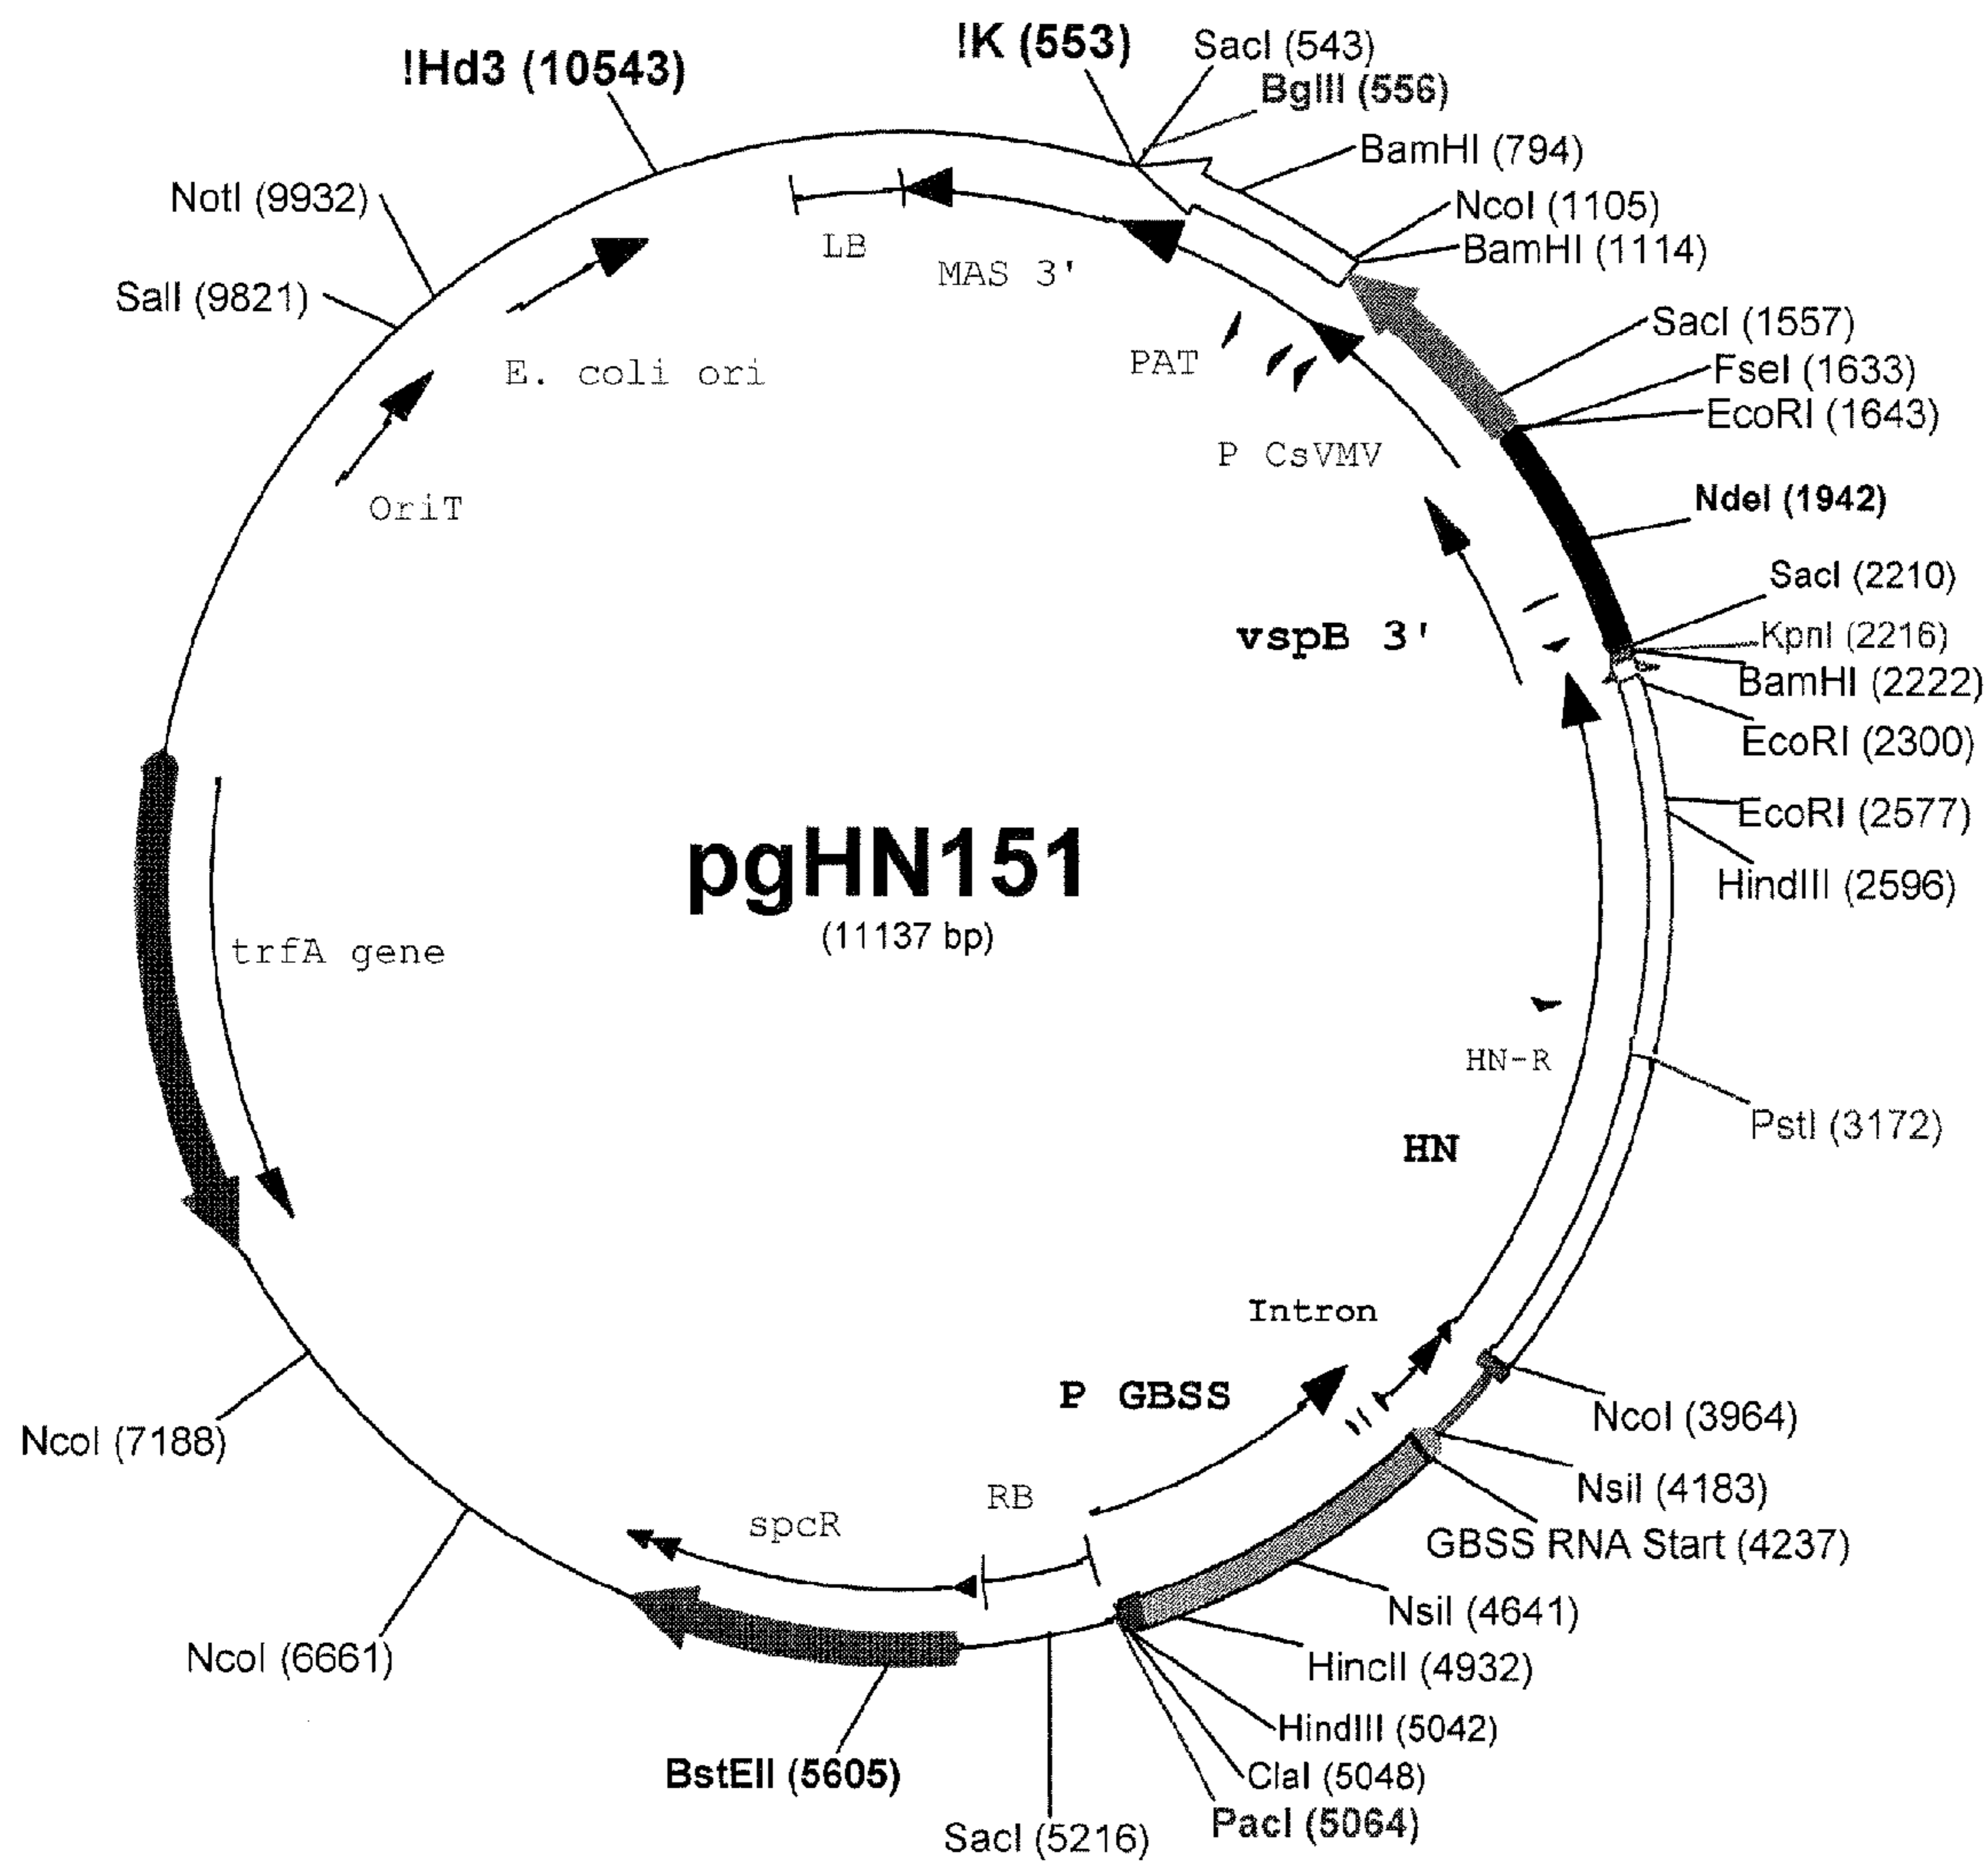 !Hd3 (10543)
!K (553)
SacI (543)
BglII (556)
BamHI (794)
NcoI (1105)
BamHI (1114)
SacI (1557)
FseI (1633)
EcoRI (1643)
NdeI (1942)
SacI (2210)
KpnI (2216)
BamHI (2222)
EcoRI (2300)
EcoRI (2577)
HindIII (2596)
PstI (3172)
NcoI (3964)
NsiI (4183)
GBSS RNA Start (4237)
NsiI (4641)
HincII (4932)
HindIII (5042)
ClaI (5048)
PacI (5064)
SacI (5216)
BstEII (5605)
NcoI (6661)
NcoI (7188)
SalI (9821)
NotI (9932)
LB
MAS 3'
PAT
P CsVMV
vspB 3'
HN-R
HN
Intron
P GBSS
RB
spcR
trfA gene
OriT
E. coli ori
pgHN151
(11137 bp)